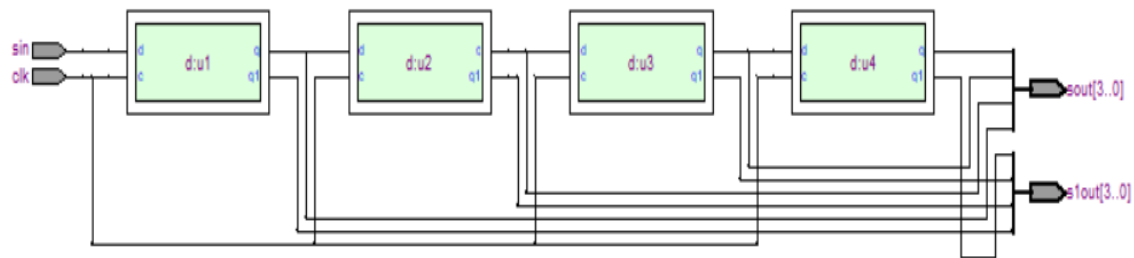 sin
clk
d
c
d:u1
q
q1
d
c
d:u2
q
q1
d
c
d:u3
q
q1
d
c
d:u4
q
q1
sout[3..0]
s1out[3..0]